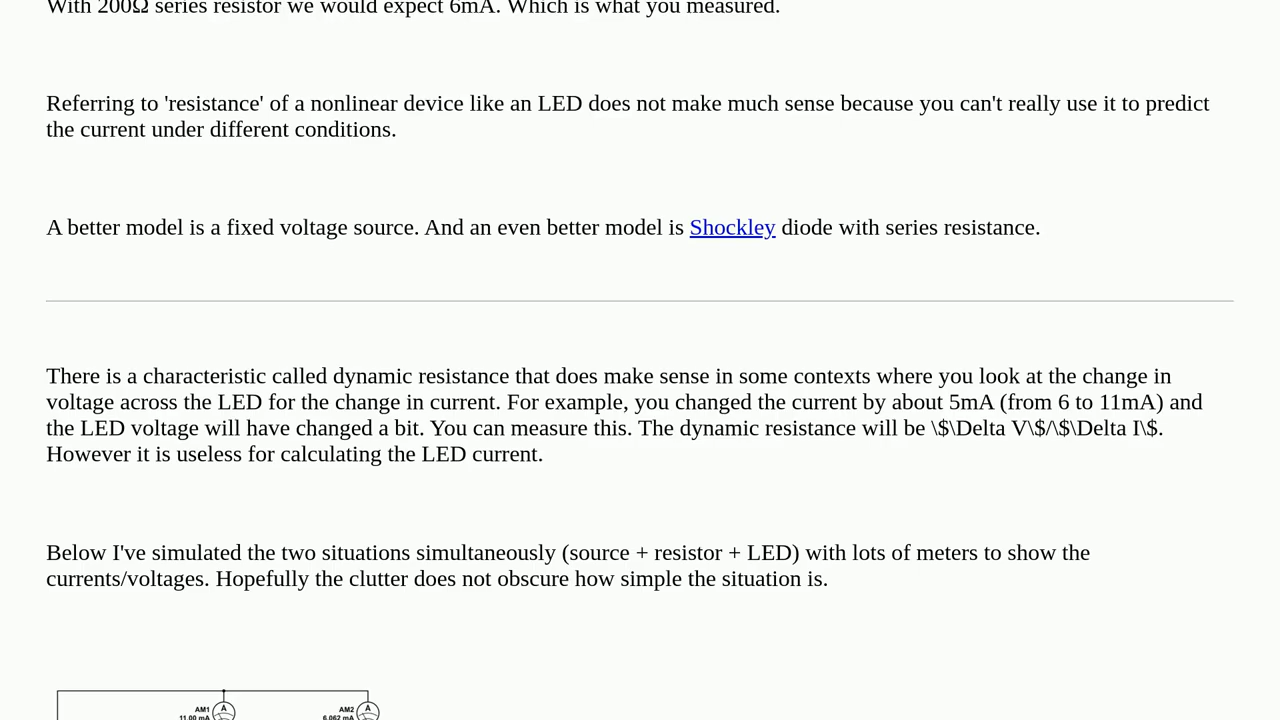 With 200Ω series resistor we would expect 6mA. Which is what you measured.
Referring to 'resistance' of a nonlinear device like an LED does not make much sense because you can't really use it to predict
the current under different conditions.
A better model is a fixed voltage source. And an even better model is Shockley diode with series resistance.
There is a characteristic called dynamic resistance that does make sense in some contexts where you look at the change in
voltage across the LED for the change in current. For example, you changed the current by about 5mA (from 6 to 11mA) and
the LED voltage will have changed a bit. You can measure this. The dynamic resistance will be \$\Delta V\$/\$\Delta I\$.
However it is useless for calculating the LED current.
Below I've simulated the two situations simultaneously (source + resistor + LED) with lots of meters to show the
currents/voltages. Hopefully the clutter does not obscure how simple the situation is.
AM1 A AM2 A
11.00 mA 6.062 mA